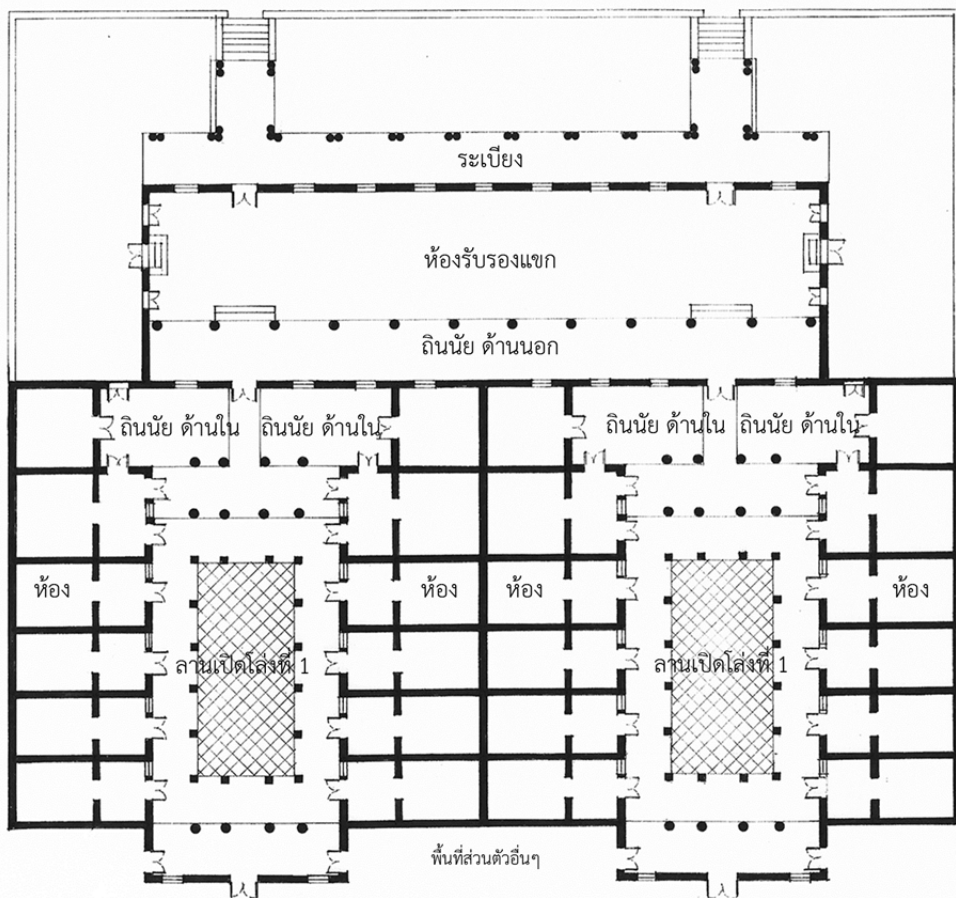 ระเบียง
ห้องรับรองแขก
ถินนัย ด้านนอก
ถินนัย ด้านใน ถินนัย ด้านใน ถินนัย ด้านใน ถินนัย ด้านใน
ห้อง ห้อง ห้อง ห้อง
ลานเปิดโล่งที่ 1 ลานเปิดโล่งที่ 1
พื้นที่ส่วนตัวอื่นๆ